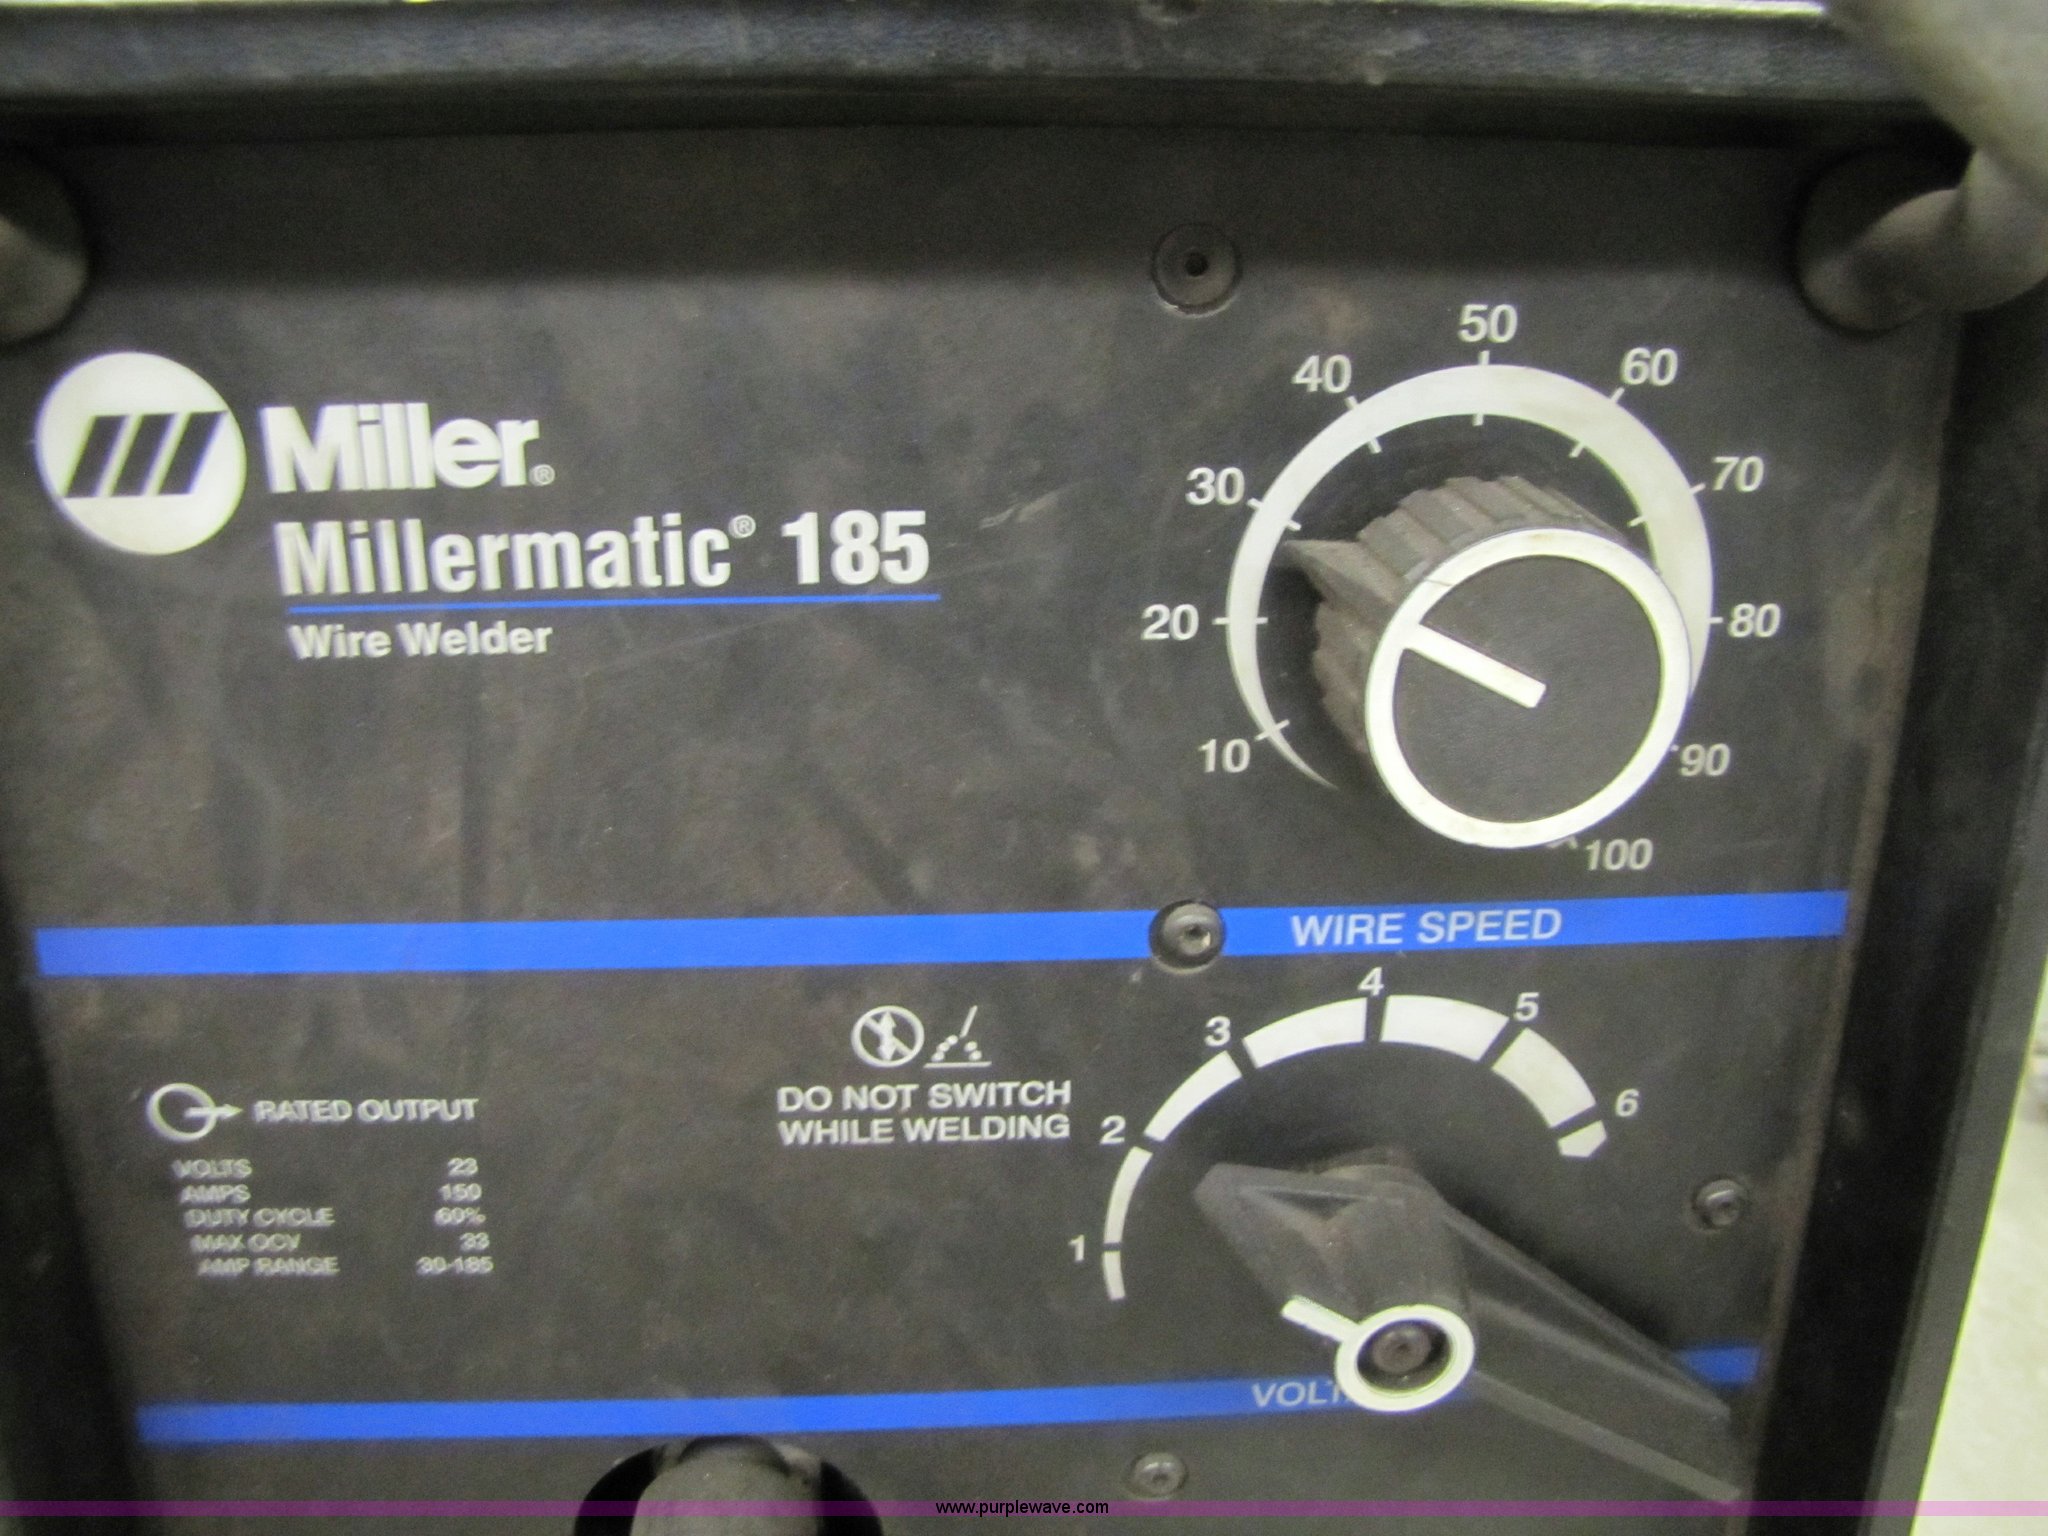 Miller®
Millermatic® 185
Wire Welder
50
40
60
30
70
20
80
10
90
100
WIRE SPEED
4
3
5
2
6
1
DO NOT SWITCH
WHILE WELDING
RATED OUTPUT
VOLTS 23
AMPS 150
DUTY CYCLE 60%
MAX OCV 33
AMP RANGE 30-185
VOLT
www.purplewave.com